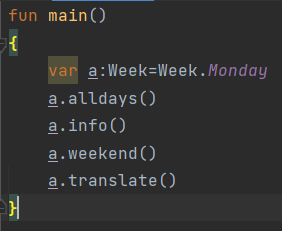 fun main()
{
var a:Week=Week.Monday
a.alldays()
a.info()
a.weekend()
a.translate()
}